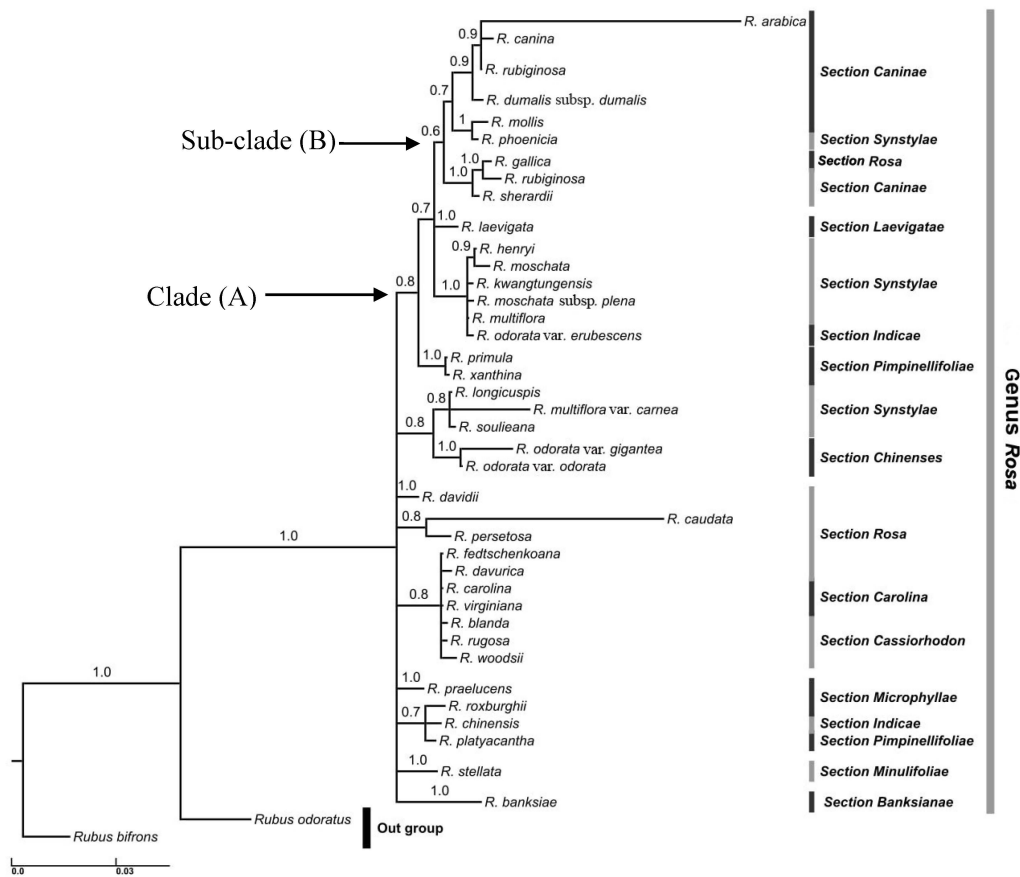 0.9 R. arabica
R. canina
0.9
R. rubiginosa
Section Caninae
0.7
R. dumalis subsp. dumalis
1 R. mollis
0.6
Sub-clade (B)
R. phoenicia
Section Synstylae
1.0 R. gallica
Section Rosa
1.0 R. rubiginosa
R. sherardii
Section Caninae
0.7
1.0 R. laevigata
Section Laevigatae
0.9 R. henryi
R. moschata
0.8
1.0 R. kwangtungensis
Section Synstylae
Clade (A)
R. moschata subsp. plena
R. multiflora
R. odorata var. erubescens
Section Indicae
1.0 R. primula
R. xanthina
Section Pimpinellifoliae
0.8 R. longicuspis
R. multiflora var. carnea
Section Synstylae
0.8
R. soulieana
1.0 R. odorata var. gigantea
R. odorata var. odorata
Section Chinenses
1.0
R. davidii
0.8 R. caudata
R. persetosa
Section Rosa
1.0
R. fedtschenkoana
R. davurica
R. carolina
0.8
R. virginiana
Section Carolina
R. blanda
R. rugosa
Section Cassiorhodon
R. woodsii
1.0
1.0
R. praelucens
Section Microphyllae
R. roxburghii
0.7
R. chinensis
Section Indicae
R. platyacantha
Section Pimpinellifoliae
1.0
R. stellata
Section Minulifoliae
1.0
R. banksiae
Section Banksianae
Genus Rosa
Rubus odoratus
Out group
Rubus bifrons
0.0 0.03